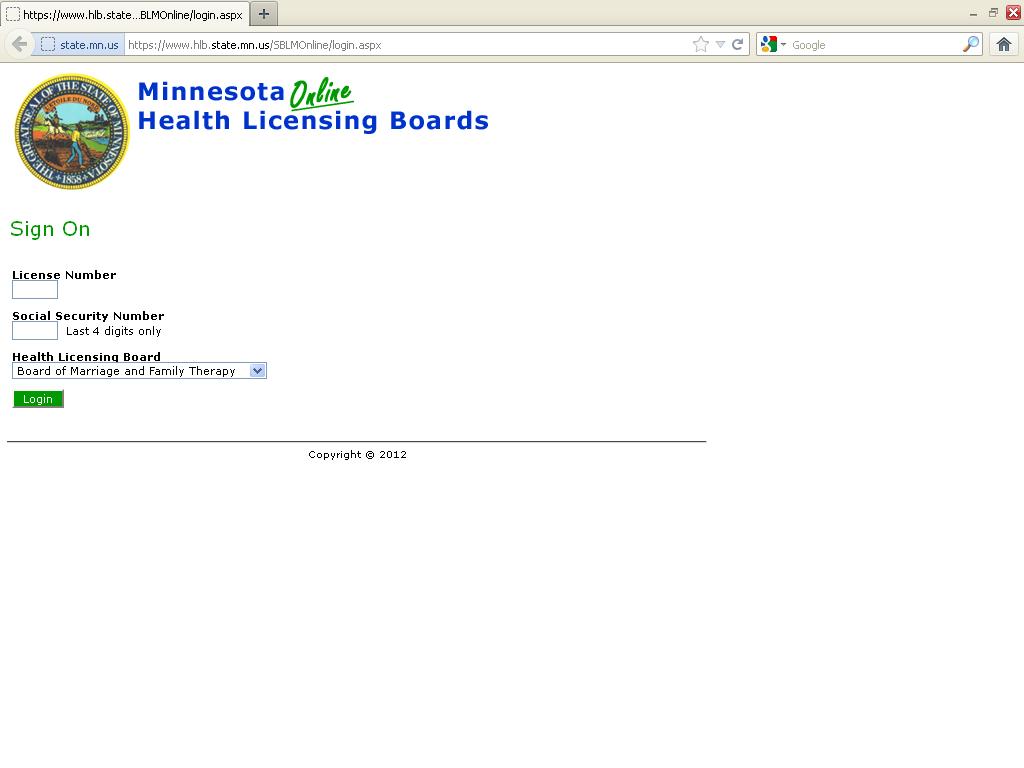 https://www.hlb.state...BLMOnline/login.aspx
state.mn.us https://www.hlb.state.mn.us/SBLMOnline/login.aspx Google
THE GREAT SEAL OF THE STATE OF MINNESOTA
L'ETOILE DU NORD
1858
Minnesota Online
Health Licensing Boards
Sign On
License Number
Social Security Number
Last 4 digits only
Health Licensing Board
Board of Marriage and Family Therapy
Login
Copyright © 2012